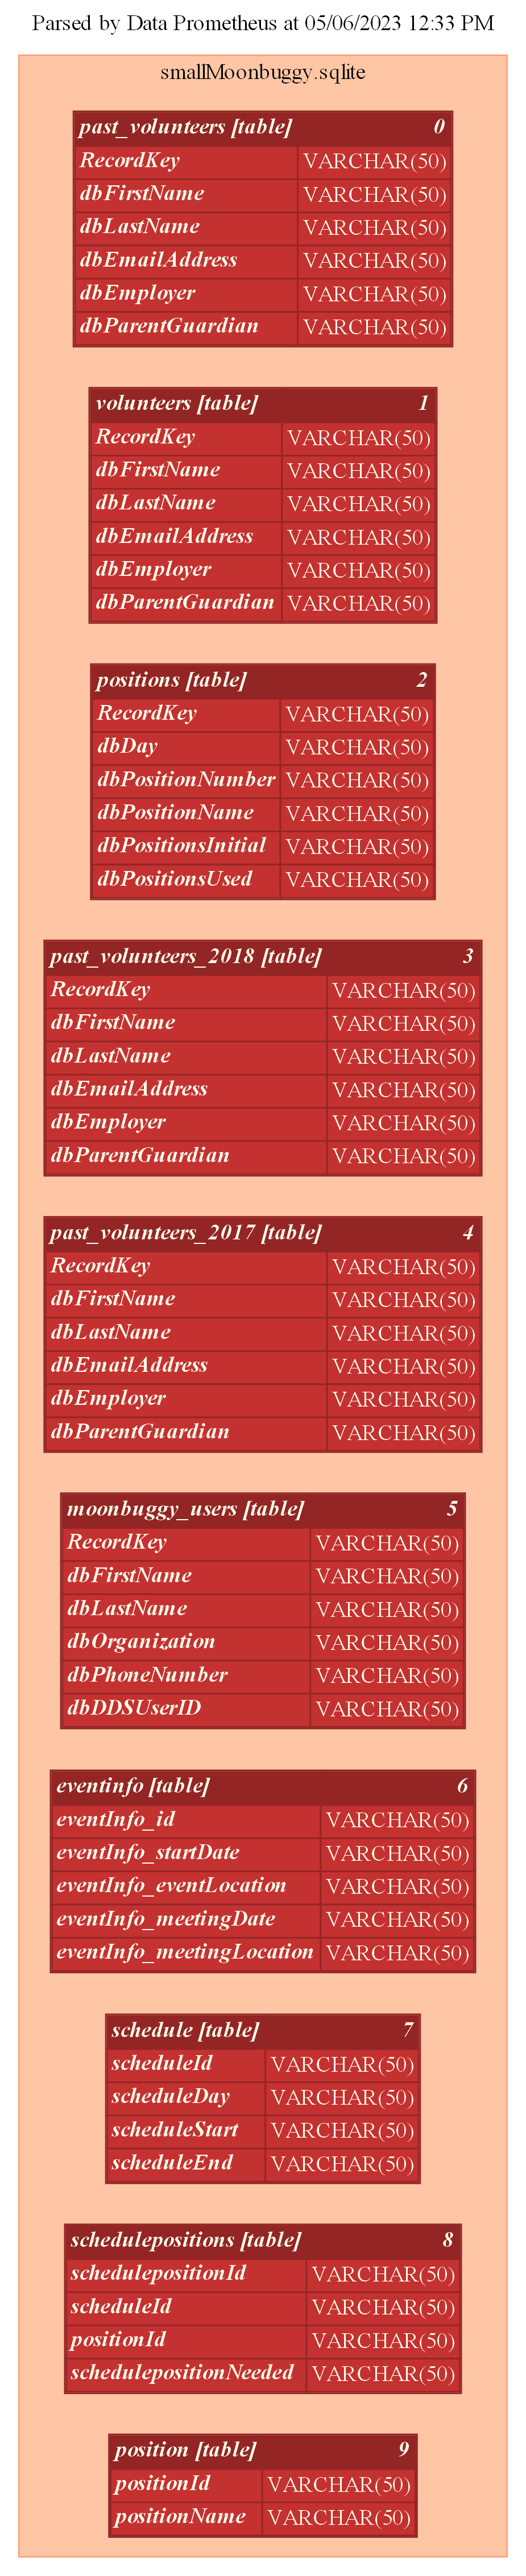 Parsed by Data Prometheus at 05/06/2023 12:33 PM
smallMoonbuggy.sqlite
past_volunteers [table] 0
RecordKey VARCHAR(50)
dbFirstName VARCHAR(50)
dbLastName VARCHAR(50)
dbEmailAddress VARCHAR(50)
dbEmployer VARCHAR(50)
dbParentGuardian VARCHAR(50)
volunteers [table] 1
RecordKey VARCHAR(50)
dbFirstName VARCHAR(50)
dbLastName VARCHAR(50)
dbEmailAddress VARCHAR(50)
dbEmployer VARCHAR(50)
dbParentGuardian VARCHAR(50)
positions [table] 2
RecordKey VARCHAR(50)
dbDay VARCHAR(50)
dbPositionNumber VARCHAR(50)
dbPositionName VARCHAR(50)
dbPositionsInitial VARCHAR(50)
dbPositionsUsed VARCHAR(50)
past_volunteers_2018 [table] 3
RecordKey VARCHAR(50)
dbFirstName VARCHAR(50)
dbLastName VARCHAR(50)
dbEmailAddress VARCHAR(50)
dbEmployer VARCHAR(50)
dbParentGuardian VARCHAR(50)
past_volunteers_2017 [table] 4
RecordKey VARCHAR(50)
dbFirstName VARCHAR(50)
dbLastName VARCHAR(50)
dbEmailAddress VARCHAR(50)
dbEmployer VARCHAR(50)
dbParentGuardian VARCHAR(50)
moonbuggy_users [table] 5
RecordKey VARCHAR(50)
dbFirstName VARCHAR(50)
dbLastName VARCHAR(50)
dbOrganization VARCHAR(50)
dbPhoneNumber VARCHAR(50)
dbDDSUserID VARCHAR(50)
eventinfo [table] 6
eventInfo_id VARCHAR(50)
eventInfo_startDate VARCHAR(50)
eventInfo_eventLocation VARCHAR(50)
eventInfo_meetingDate VARCHAR(50)
eventInfo_meetingLocation VARCHAR(50)
schedule [table] 7
scheduleId VARCHAR(50)
scheduleDay VARCHAR(50)
scheduleStart VARCHAR(50)
scheduleEnd VARCHAR(50)
schedulepositions [table] 8
schedulepositionId VARCHAR(50)
scheduleId VARCHAR(50)
positionId VARCHAR(50)
schedulepositionNeeded VARCHAR(50)
position [table] 9
positionId VARCHAR(50)
positionName VARCHAR(50)